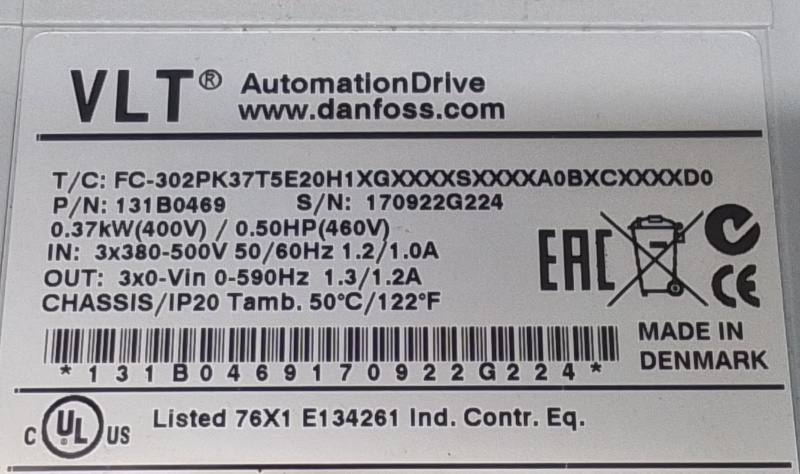 VLT® AutomationDrive
www.danfoss.com
T/C: FC-302PK37T5E20H1XGXXXXSXXXXA0BXCXXXXD0
P/N: 131B0469 S/N: 170922G224
0.37kW(400V) / 0.50HP(460V)
IN: 3x380-500V 50/60Hz 1.2/1.0A
OUT: 3x0-Vin 0-590Hz 1.3/1.2A
CHASSIS/IP20 Tamb. 50°C/122°F
EAC
CE
*131B0469170922G224*
MADE IN
DENMARK
C UL® US
Listed 76X1 E134261 Ind. Contr. Eq.